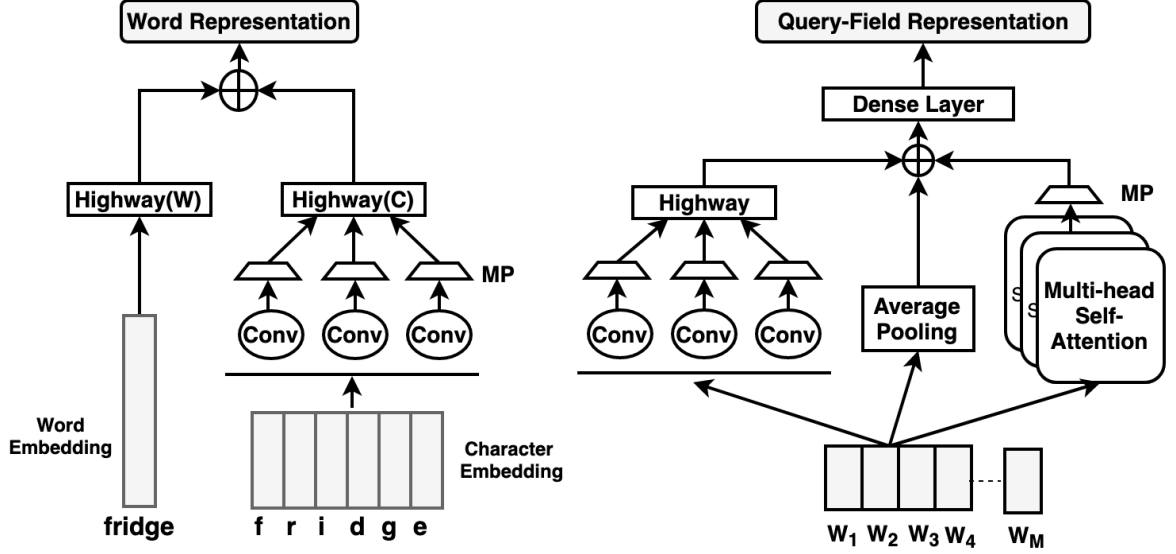 Word Representation
Highway(W)
Highway(C)
MP
Conv
Conv
Conv
Word
Embedding
Character
Embedding
fridge
f r i d g e
Query-Field Representation
Dense Layer
Highway
MP
Conv
Conv
Conv
Average
Pooling
S
S
Multi-head
Self-
Attention
W₁ W₂ W₃ W₄ W_M